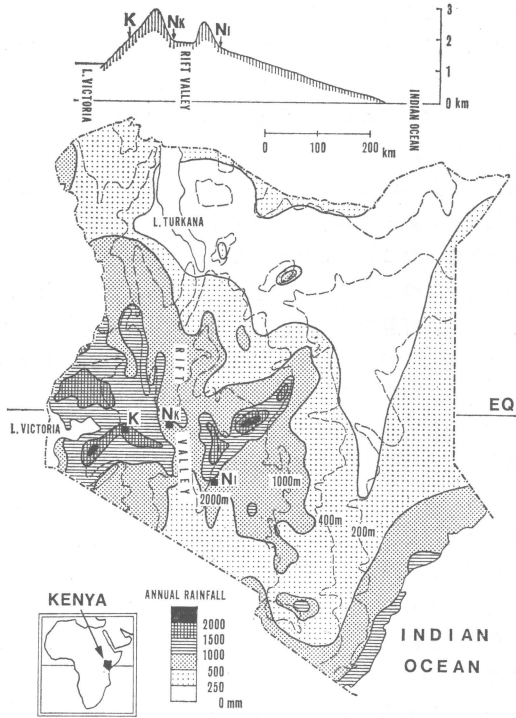 K
NK
NI
3
2
1
0 km
L. VICTORIA
RIFT VALLEY
INDIAN OCEAN
0 100 200
km
L. TURKANA
RIFT
VALLEY
EQ
L. VICTORIA
K
NK
NI
2000m
1000m
400m
200m
KENYA
ANNUAL RAINFALL
2000
1500
1000
500
250
0 mm
INDIAN
OCEAN